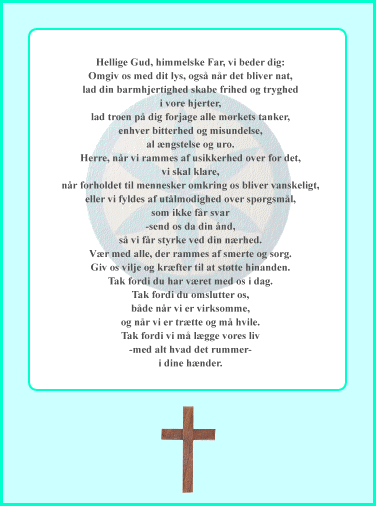 Hellige Gud, himmelske Far, vi beder dig:
Omgiv os med dit lys, også når det bliver nat,
lad din barmhjertighed skabe frihed og tryghed
i vore hjerter,
lad troen på dig forjage alle mørkets tanker,
enhver bitterhed og misundelse,
al ængstelse og uro.
Herre, når vi rammes af usikkerhed over for det,
vi skal klare,
når forholdet til mennesker omkring os bliver vanskeligt,
eller vi fyldes af utålmodighed over spørgsmål,
som ikke får svar
-send os da din ånd,
så vi får styrke ved din nærhed.
Vær med alle, der rammes af smerte og sorg.
Giv os vilje og kræfter til at støtte hinanden.
Tak fordi du har været med os i dag.
Tak fordi du omslutter os,
både når vi er virksomme,
og når vi er trætte og må hvile.
Tak fordi vi må lægge vores liv
-med alt hvad det rummer-
i dine hænder.